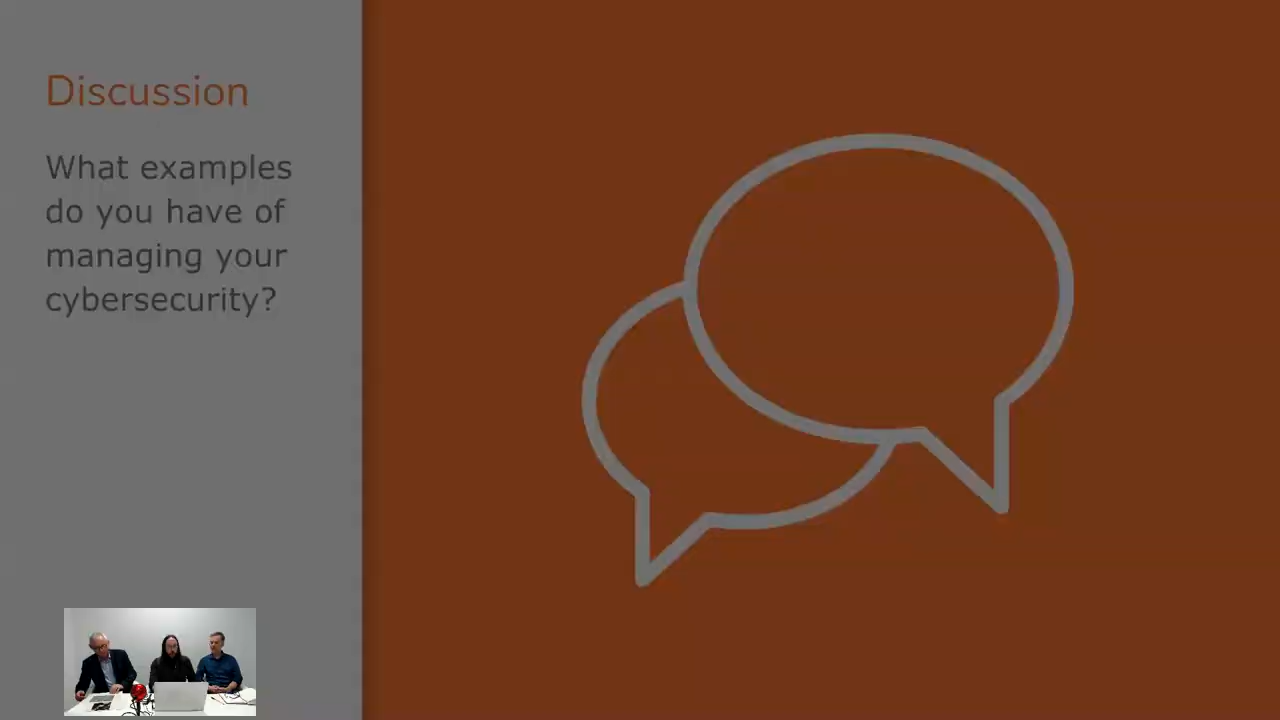 Discussion
What examples
do you have of
managing your
cybersecurity?